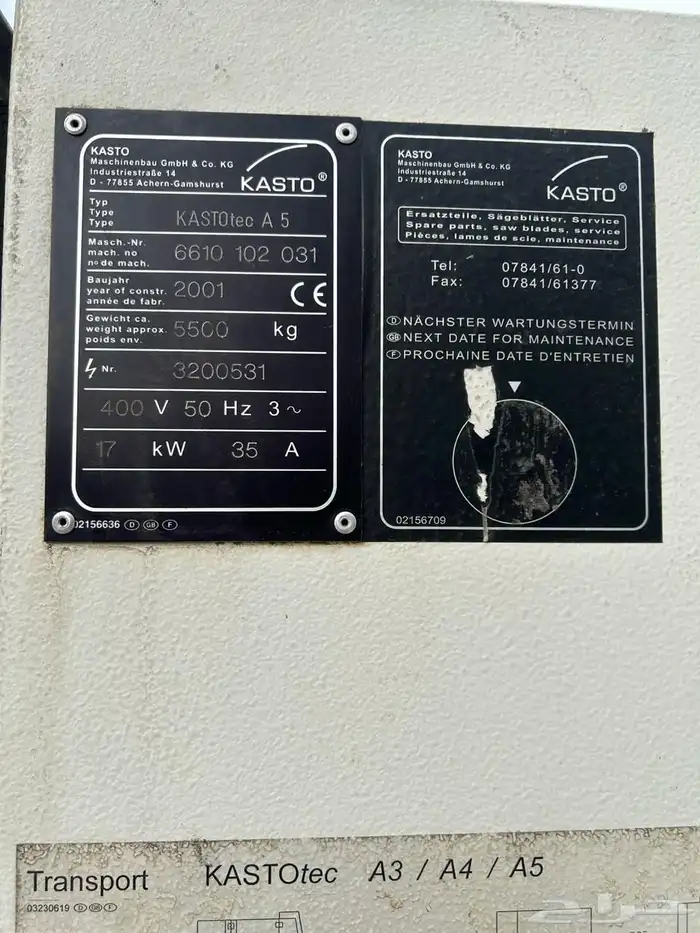 KASTO
Maschinenbau GmbH & Co. KG
Industriestraße 14
D - 77855 Achern-Gamshurst
KASTO®
Typ
Type
Type
KASTOtec A 5
Masch.-Nr.
mach. no
no de mach.
6610 102 031
Baujahr
year of constr.
année de fabr.
2001
CE
Gewicht ca.
weight approx.
poids env.
5500 kg
Nr.
3200531
400 V 50 Hz 3 ~
17 kW 35 A
02156636 D GB F
KASTO
Maschinenbau GmbH & Co. KG
Industriestraße 14
D - 77855 Achern-Gamshurst
KASTO®
Ersatzteile, Sägeblätter, Service
Spare parts, saw blades, service
Pièces, lames de scie, maintenance
Tel: 07841/61-0
Fax: 07841/61377
D NÄCHSTER WARTUNGSTERMIN
GB NEXT DATE FOR MAINTENANCE
F PROCHAINE DATE D'ENTRETIEN
02156709
Transport KASTOtec A3 / A4 / A5
03230619 D GB F